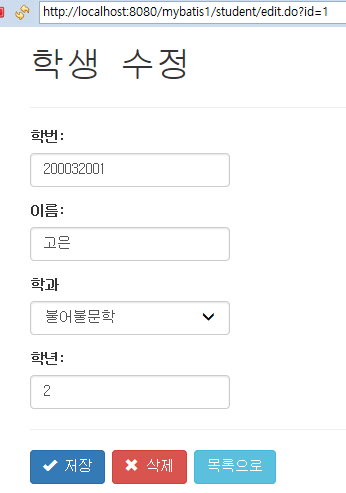 http://localhost:8080/mybatis1/student/edit.do?id=1
학생 수정
학번:
200032001
이름:
고은
학과
불어불문학
학년:
2
저장 삭제 목록으로